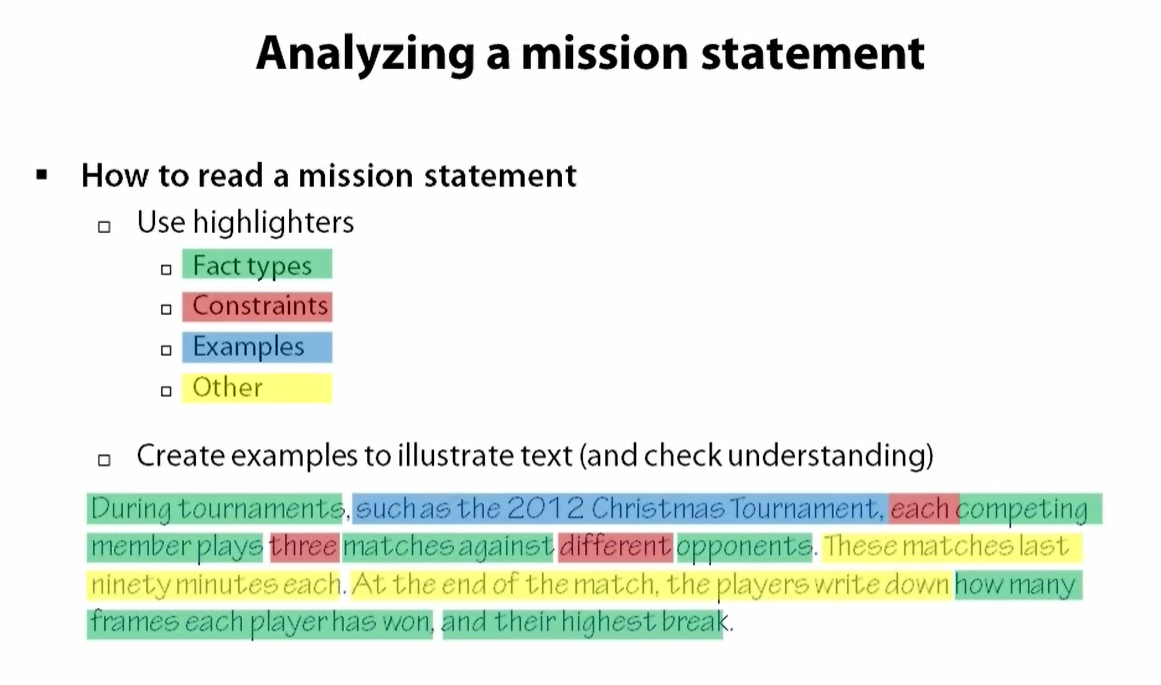 Analyzing a mission statement
How to read a mission statement
Use highlighters
Fact types
Constraints
Examples
Other
Create examples to illustrate text (and check understanding)
During tournaments, such as the 2012 Christmas Tournament, each competing
member plays three matches against different opponents. These matches last
ninety minutes each. At the end of the match, the players write down how many
frames each player has won, and their highest break.